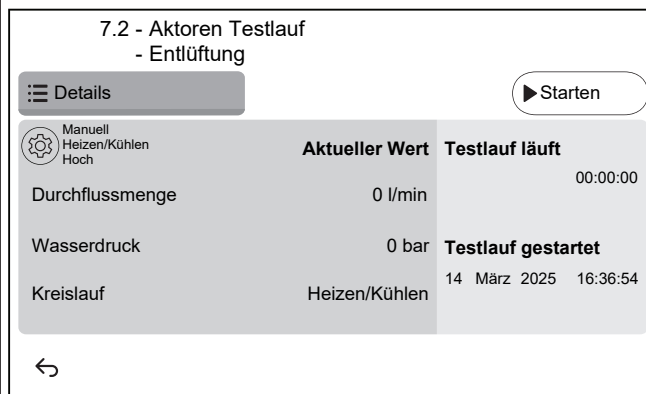 7.2 - Aktoren Testlauf
- Entlüftung
Details
Starten
Manuell
Heizen/Kühlen
Hoch
Aktueller Wert
Testlauf läuft
00:00:00
Durchflussmenge
0 l/min
Wasserdruck
0 bar
Testlauf gestartet
14 März 2025 16:36:54
Kreislauf
Heizen/Kühlen